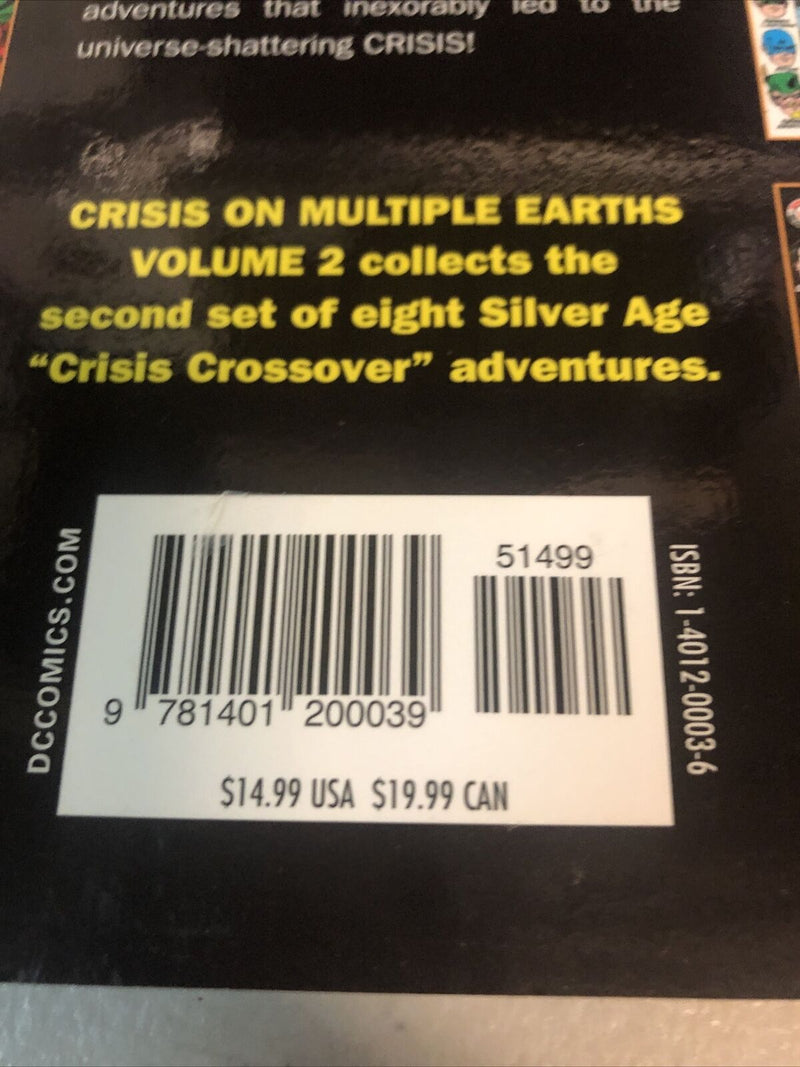 adventures that inexorably led to the
universe-shattering CRISIS!
CRISIS ON MULTIPLE EARTHS
VOLUME 2 collects the
second set of eight Silver Age
“Crisis Crossover” adventures.
DCCOMICS.COM
51499
9 781401 200039
$14.99 USA $19.99 CAN
ISBN: 1-4012-0003-6